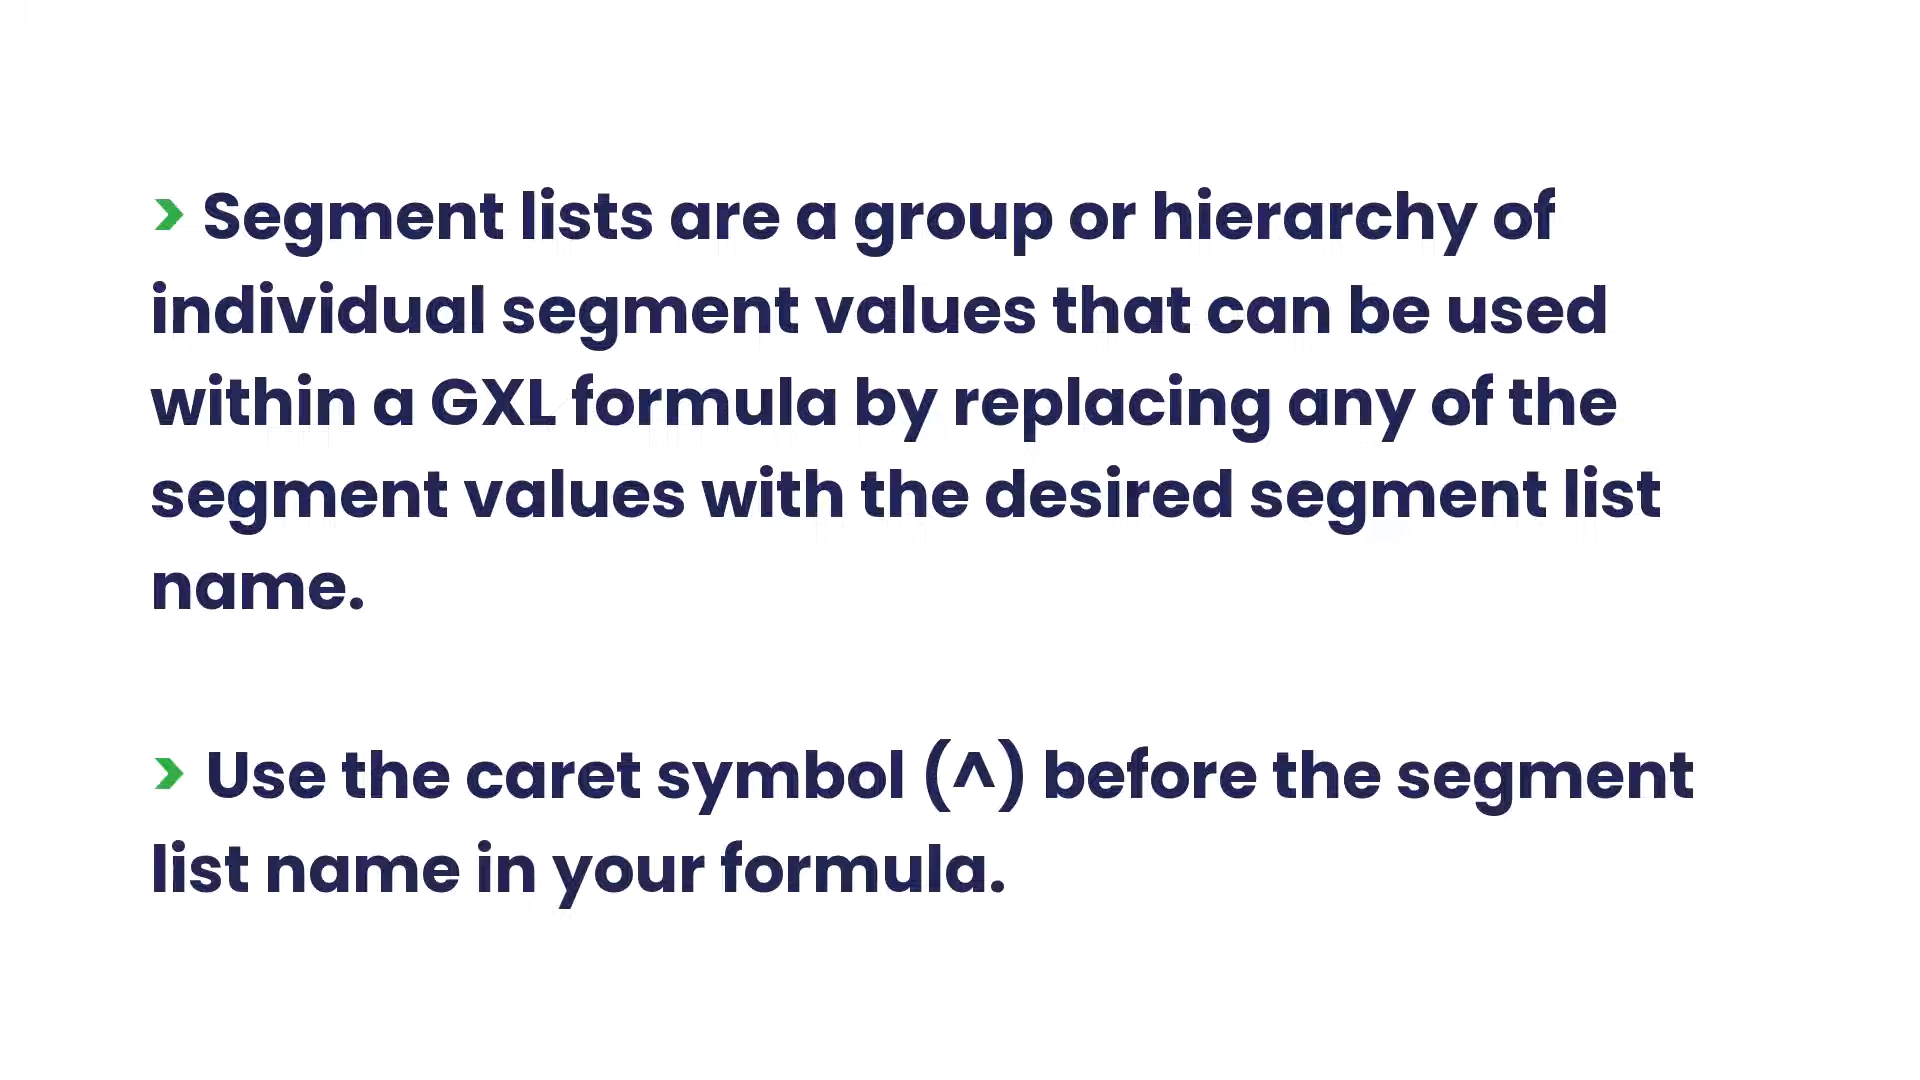 > Segment lists are a group or hierarchy of
individual segment values that can be used
within a GXL formula by replacing any of the
segment values with the desired segment list
name.
> Use the caret symbol (^) before the segment
list name in your formula.